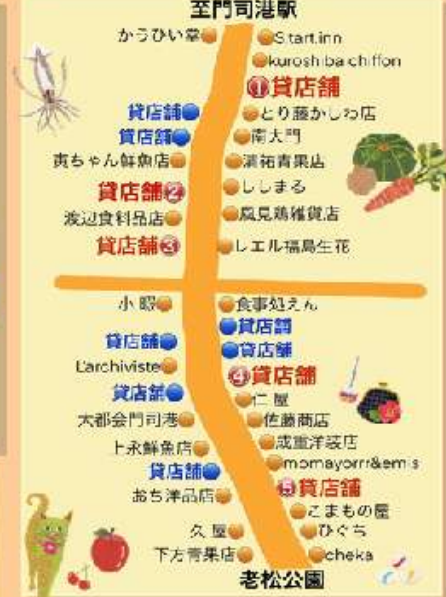 至門司港駅
かうひい堂
S.tart.inn
kuroshiba chiffon
①貸店舗
貸店舗
とり藤かしわ店
貸店舗
南大門
寅ちゃん鮮魚店
満祐青果店
貸店舗②
ししまる
渡辺食料品店
風見鶏雑貨店
貸店舗③
レエル福島生花
小暇
食事処えん
貸店舗
貸店舗
貸店舗
L'archiviste
④貸店舗
貸店舗
仁屋
大都会門司港
佐藤商店
上永鮮魚店
成重洋装店
momayorrr&emis
貸店舗
⑤貸店舗
おち洋品店
こまもの屋
久屋
ひぐち
下方青果店
cheka
老松公園